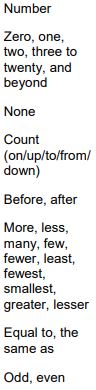 Number
Zero, one,
two, three to
twenty, and
beyond
None
Count
(on/up/to/from/
down)
Before, after
More, less,
many, few,
fewer, least,
fewest,
smallest,
greater, lesser
Equal to, the
same as
Odd, even